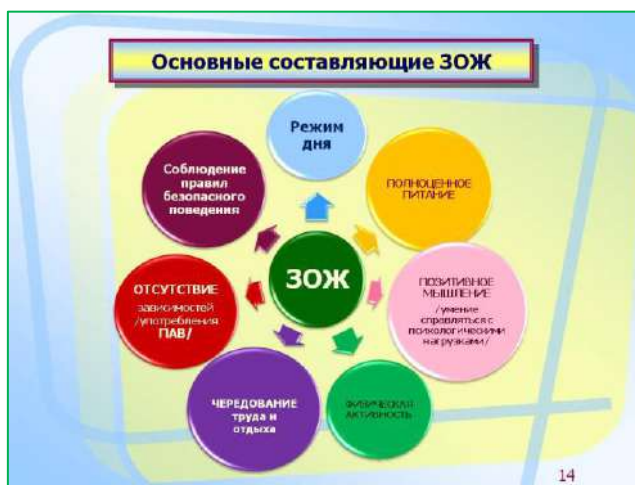 Основные составляющие ЗОЖ
Режим
дня
ПОЛНОЦЕННОЕ
ПИТАНИЕ
ПОЗИТИВНОЕ
МЫШЛЕНИЕ
/умение
справляться с
психологическими
нагрузками/
ФИЗИЧЕСКАЯ
АКТИВНОСТЬ
ЧЕРЕДОВАНИЕ
труда и
отдыха
ОТСУТСТВИЕ
зависимостей
/употребления
ПАВ/
Соблюдение
правил
безопасного
поведения
ЗОЖ
14